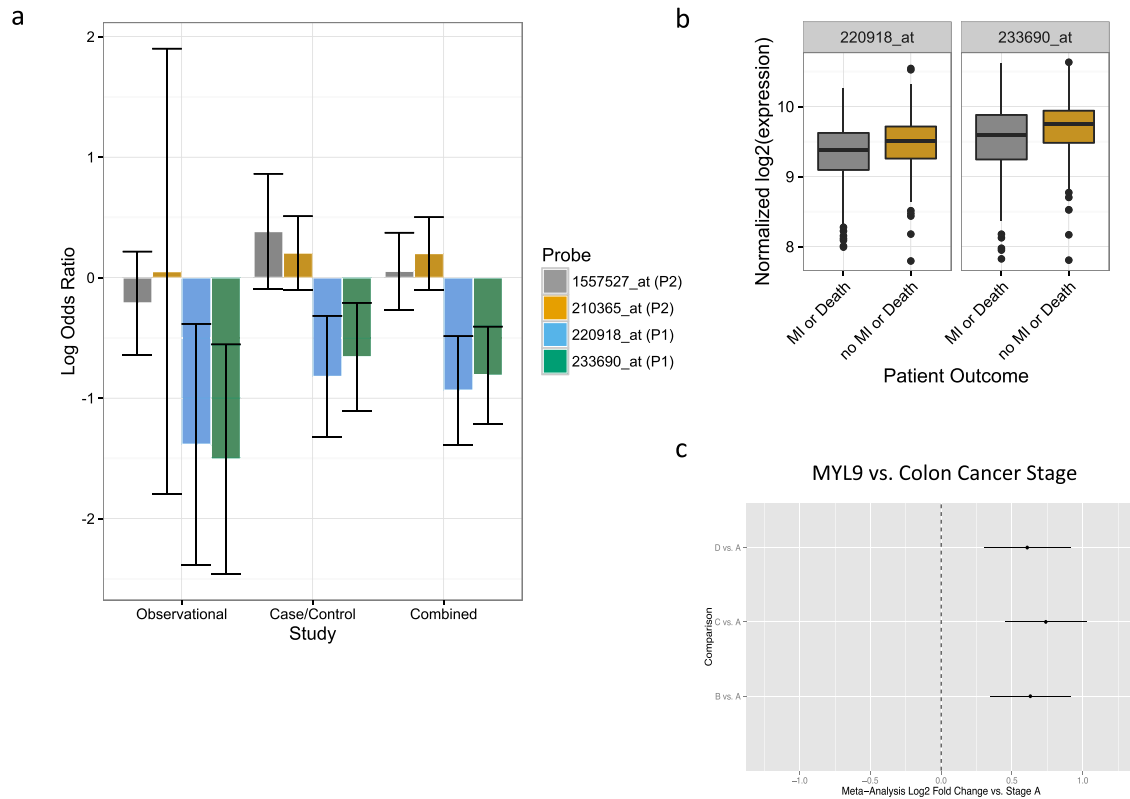 a
2
1
0
-1
-2
Log Odds Ratio
Observational
Case/Control
Combined
Study
Probe
1557527_at (P2)
210365_at (P2)
220918_at (P1)
233690_at (P1)
b
220918_at
233690_at
10
9
8
Normalized log2(expression)
MI or Death
no MI or Death
MI or Death
no MI or Death
Patient Outcome
c
MYL9 vs. Colon Cancer Stage
D vs. A
C vs. A
B vs. A
Comparison
−1.0
−0.5
0.0
0.5
1.0
Meta−Analysis Log2 Fold Change vs. Stage A